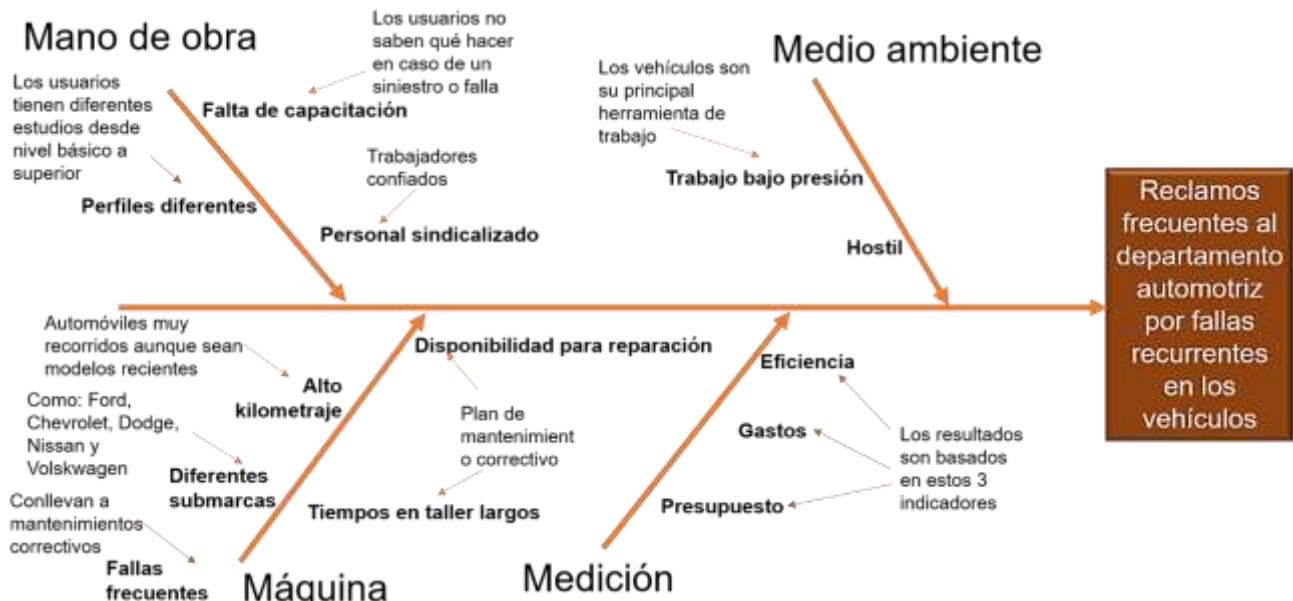 Mano de obra
Los usuarios no
saben qué hacer
en caso de un
siniestro o falla
Medio ambiente
Los usuarios
tienen diferentes
estudios desde
nivel básico a
superior
Falta de capacitación
Los vehículos son
su principal
herramienta de
trabajo
Trabajadores
confiados
Trabajo bajo presión
Perfiles diferentes
Personal sindicalizado
Hostil
Reclamos
frecuentes al
departamento
automotriz
por fallas
recurrentes
en los
vehículos
Automóviles muy
recorridos aunque sean
modelos recientes
Disponibilidad para reparación
Eficiencia
Alto
kilometraje
Como: Ford,
Chevrolet, Dodge,
Nissan y
Volskwagen
Plan de
mantenimient
o correctivo
Gastos
Los resultados
son basados
en estos 3
indicadores
Diferentes
submarcas
Tiempos en taller largos
Presupuesto
Conllevan a
mantenimientos
correctivos
Fallas
frecuentes
Máquina
Medición